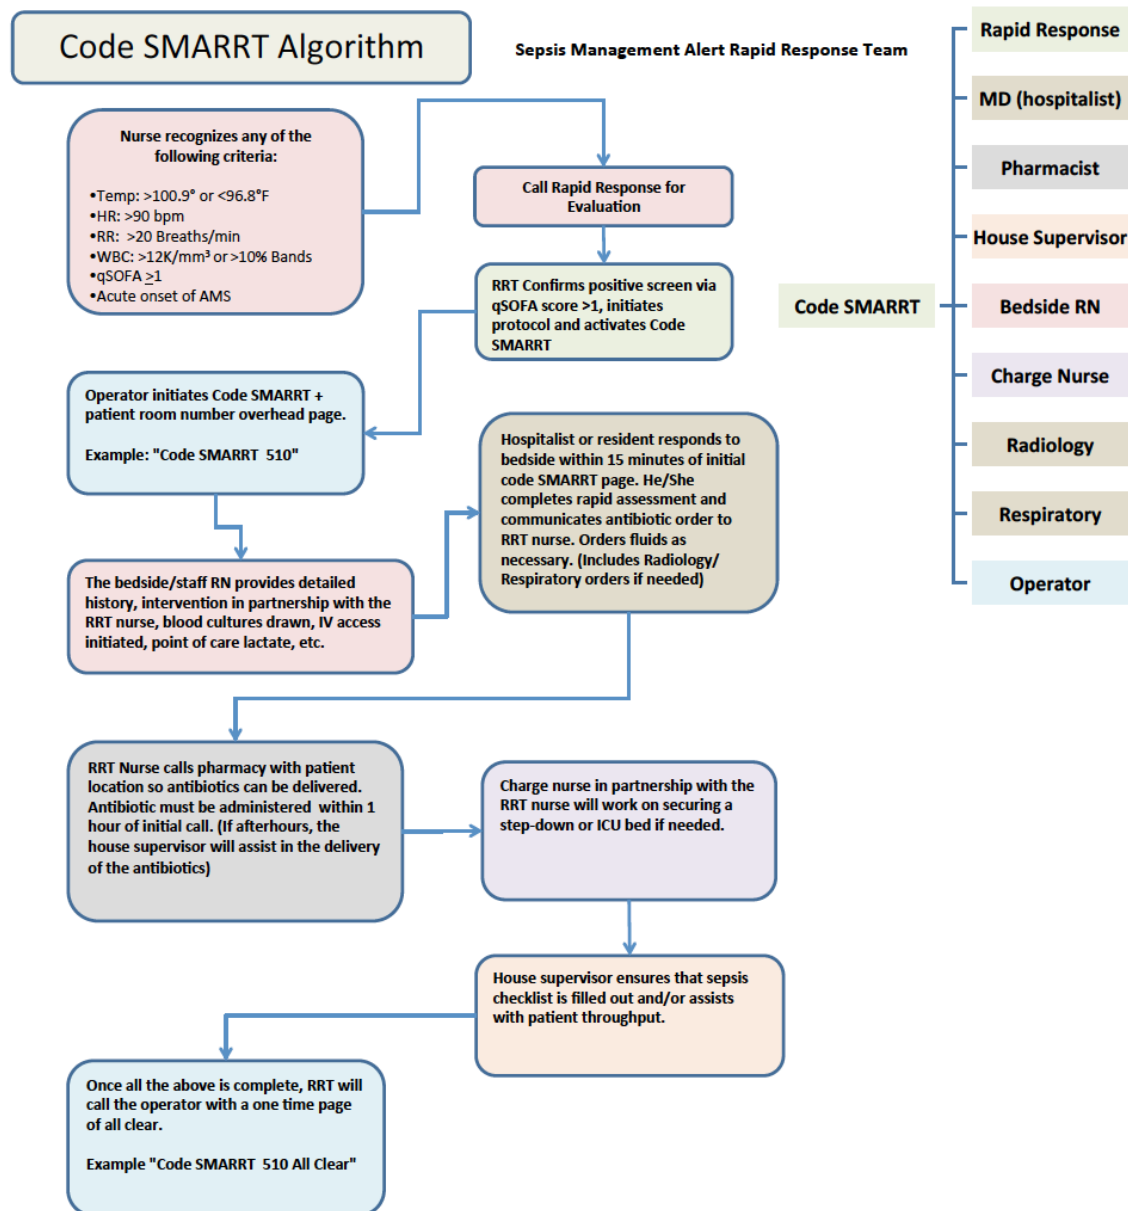 Code SMARRT Algorithm
Sepsis Management Alert Rapid Response Team
Nurse recognizes any of the
following criteria:
•Temp: >100.9° or <96.8°F
•HR: >90 bpm
•RR:  >20 Breaths/min
•WBC: >12K/mm³ or >10% Bands
•qSOFA ≥1
•Acute onset of AMS
Call Rapid Response for
Evaluation
RRT Confirms positive screen via
qSOFA score >1, initiates
protocol and activates Code
SMARRT
Operator initiates Code SMARRT +
patient room number overhead page.
Example: "Code SMARRT  510"
The bedside/staff RN provides detailed
history, intervention in partnership with the
RRT nurse, blood cultures drawn, IV access
initiated, point of care lactate, etc.
Hospitalist or resident responds to
bedside within 15 minutes of initial
code SMARRT page. He/She
completes rapid assessment and
communicates antibiotic order to
RRT nurse. Orders fluids as
necessary. (Includes Radiology/
Respiratory orders if needed)
RRT Nurse calls pharmacy with patient
location so antibiotics can be delivered.
Antibiotic must be administered  within 1
hour of initial call. (If afterhours, the
house supervisor will assist in the delivery
of the antibiotics)
Charge nurse in partnership with the
RRT nurse will work on securing a
step-down or ICU bed if needed.
House supervisor ensures that sepsis
checklist is filled out and/or assists
with patient throughput.
Once all the above is complete, RRT will
call the operator with a one time page
of all clear.
Example "Code SMARRT  510 All Clear"
Code SMARRT
Rapid Response
MD (hospitalist)
Pharmacist
House Supervisor
Bedside RN
Charge Nurse
Radiology
Respiratory
Operator